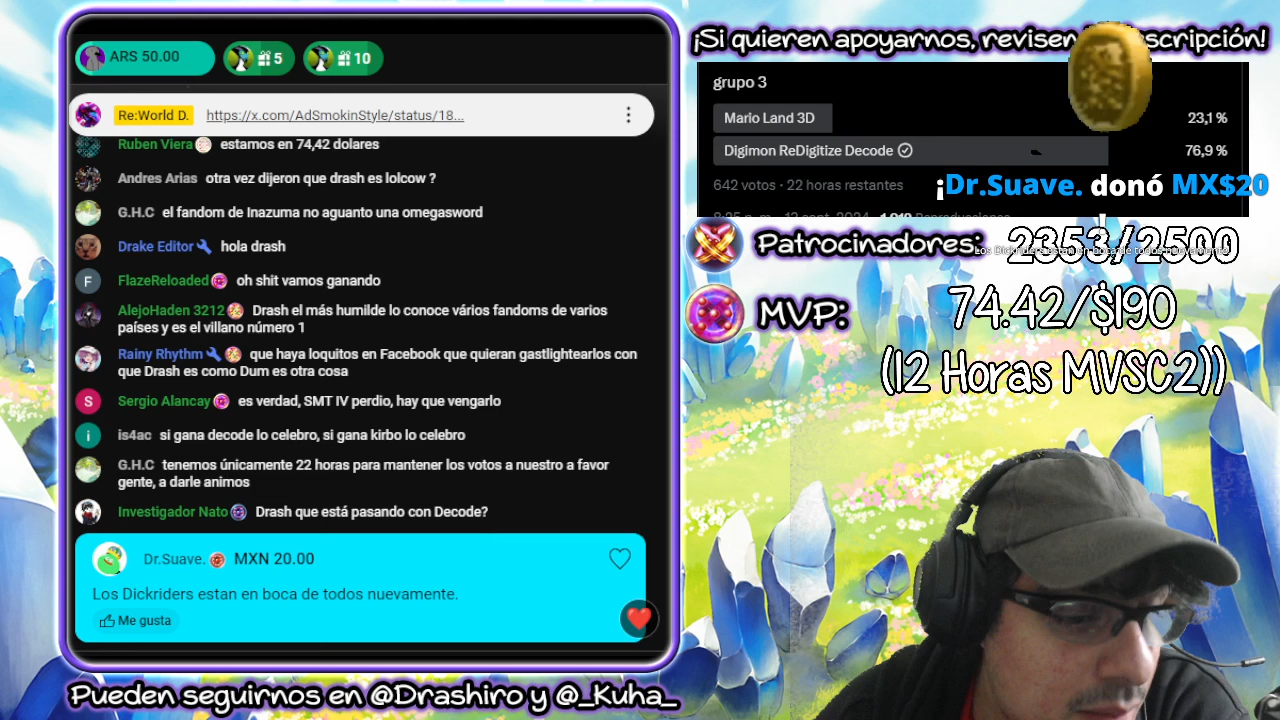 ARS 50.00
5
10
Re:World D. https://x.com/AdSmokinStyle/status/18...
Ruben Viera estamos en 74,42 dolares
Andres Arias otra vez dijeron que drash es lolcow ?
G.H.C el fandom de Inazuma no aguanto una omegasword
Drake Editor hola drash
F
FlazeReloaded oh shit vamos ganando
AlejoHaden 3212 Drash el más humilde lo conoce vários fandoms de varios
países y es el villano número 1
Rainy Rhythm que haya loquitos en Facebook que quieran gastlightearlos con
que Drash es como Dum es otra cosa
S
Sergio Alancay es verdad, SMT IV perdio, hay que vengarlo
i
is4ac si gana decode lo celebro, si gana kirbo lo celebro
G.H.C tenemos únicamente 22 horas para mantener los votos a nuestro a favor
gente, a darle animos
Investigador Nato Drash que está pasando con Decode?
Dr.Suave. MXN 20.00
Los Dickriders estan en boca de todos nuevamente.
Me gusta
Pueden seguirnos en @Drashiro y @_Kuha_
¡Si quieren apoyarnos, revisen scripción!
grupo 3
Mario Land 3D 23,1 %
Digimon ReDigitize Decode 76,9 %
642 votos · 22 horas restantes
¡Dr.Suave. donó MX$20
!
Los Dickriders estan en boca de todos nuevamente.
Patrocinadores: 2353/2500
MVP: 74.42/$190
(12 Horas MVSC2))